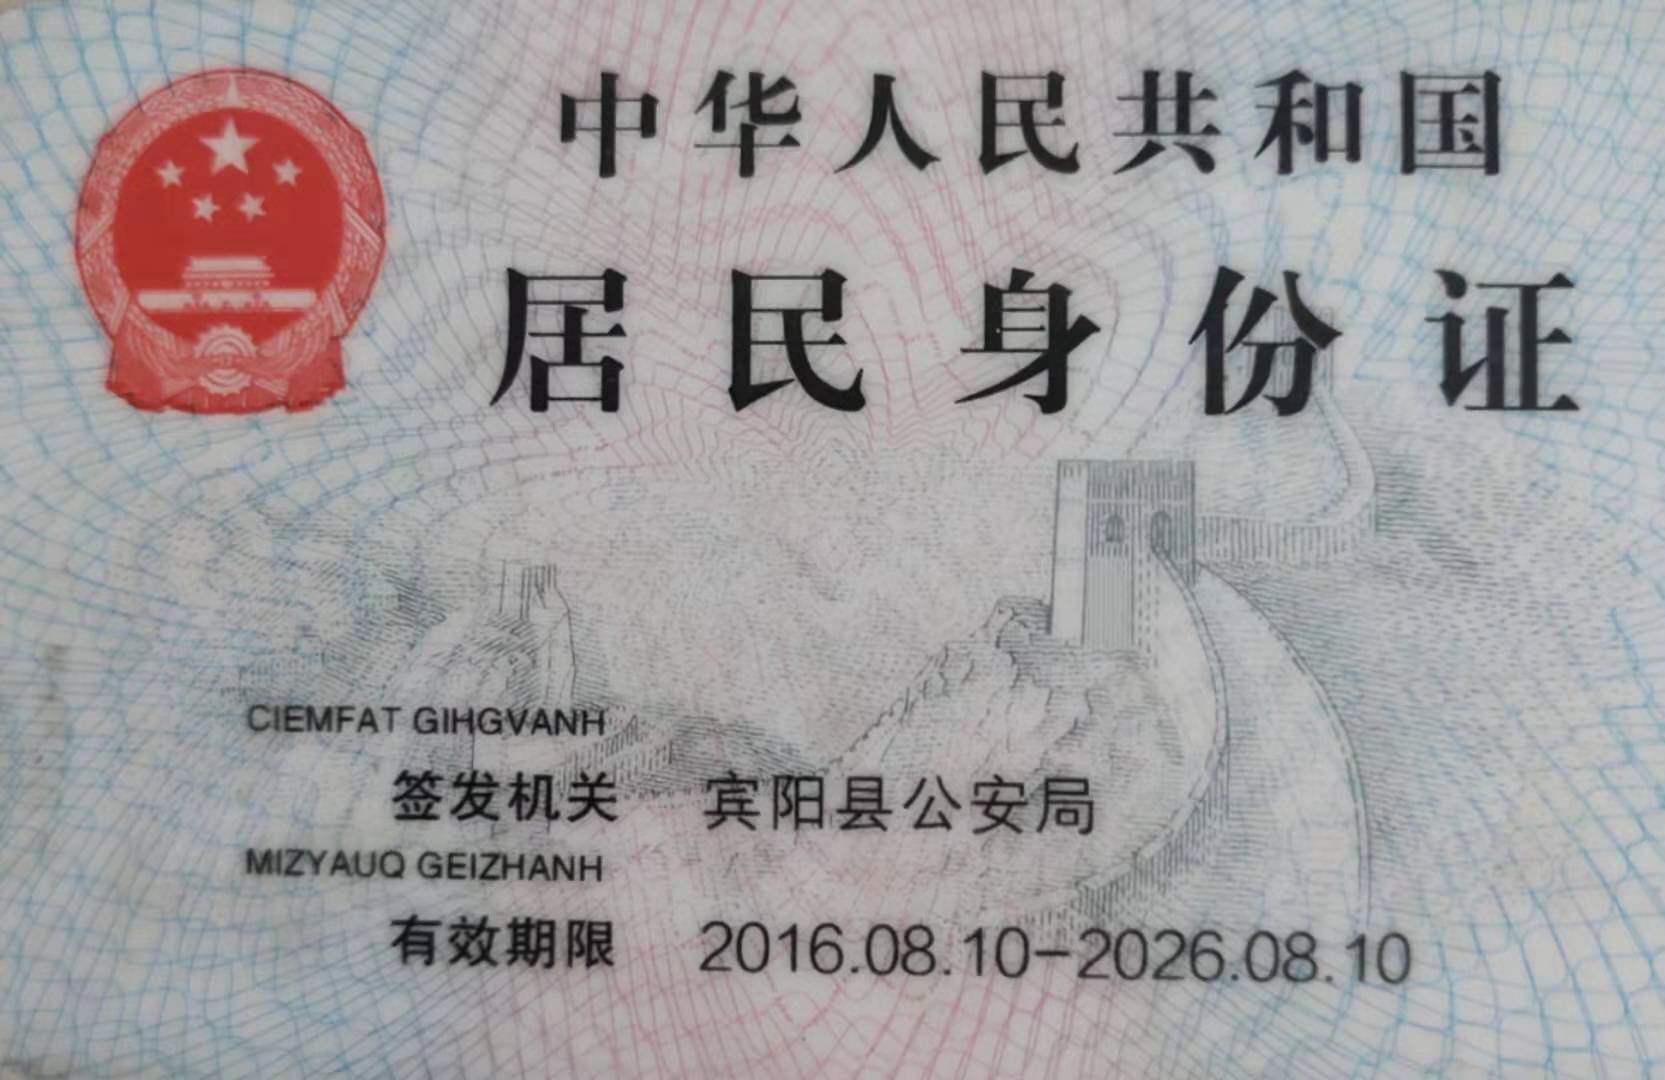 中华人民共和国
居民身份证
CIEMFAT GIHGVANH
签发机关 宾阳县公安局
MIZYAUQ GEIZHANH
有效期限 2016.08.10-2026.08.10